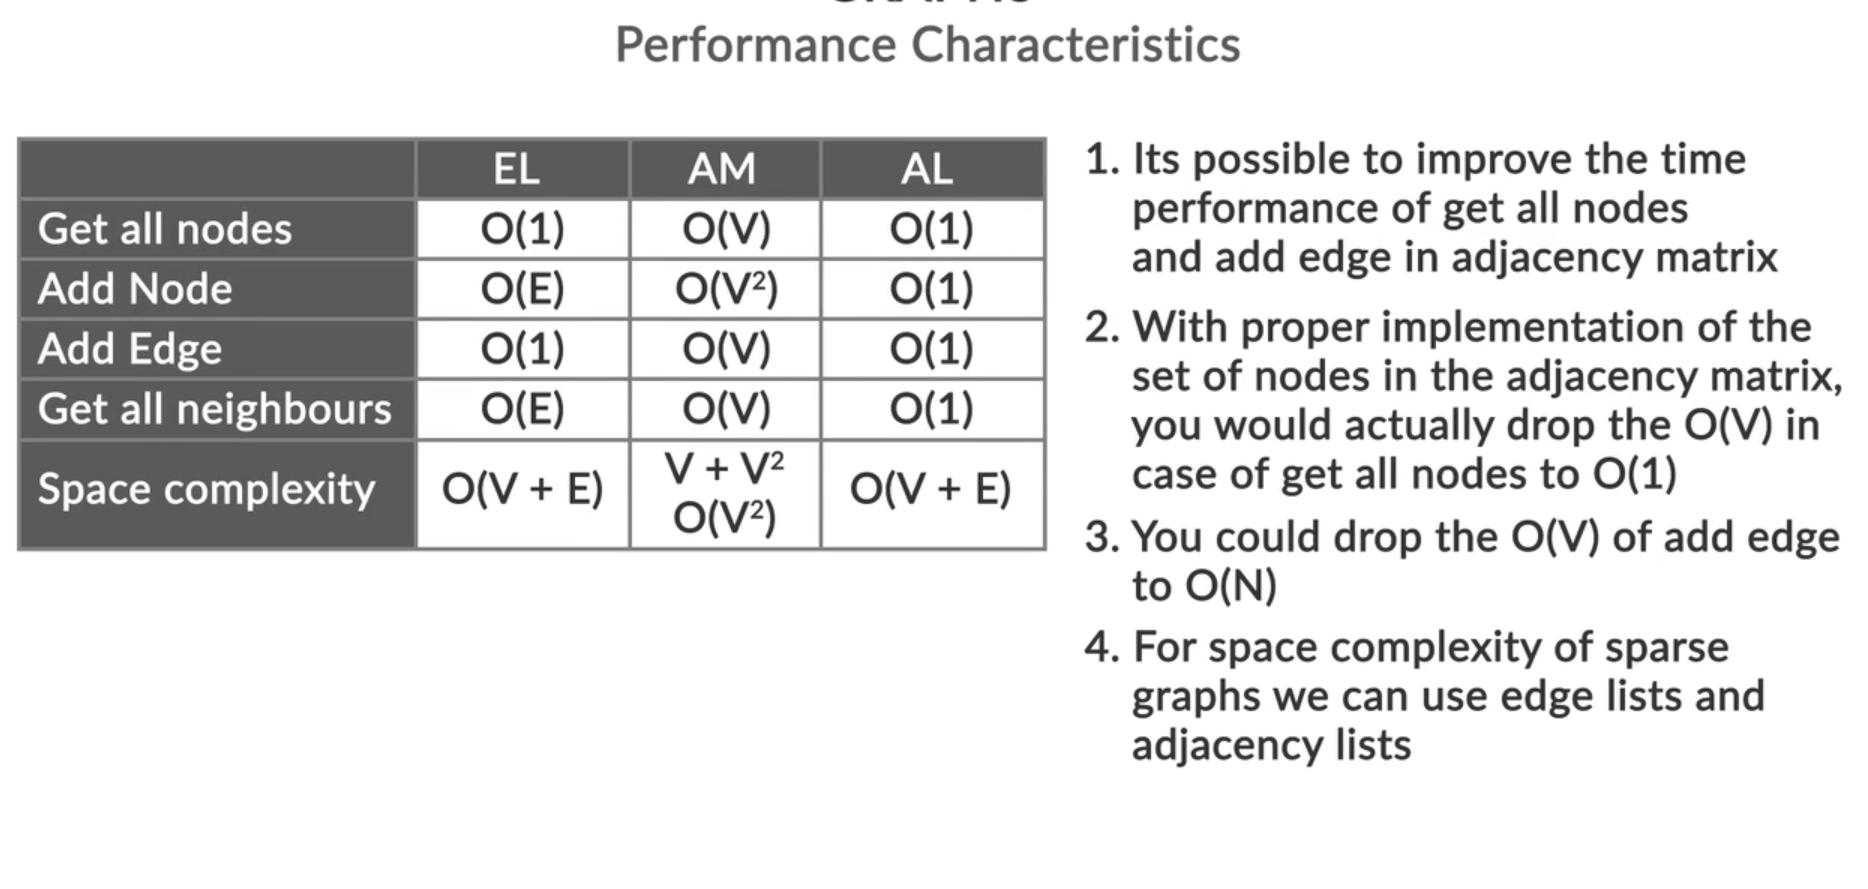 Performance Characteristics
EL AM AL
Get all nodes O(1) O(V) O(1)
Add Node O(E) O(V²) O(1)
Add Edge O(1) O(V) O(1)
Get all neighbours O(E) O(V) O(1)
Space complexity O(V + E) V + V² O(V²) O(V + E)
1. Its possible to improve the time
performance of get all nodes
and add edge in adjacency matrix
2. With proper implementation of the
set of nodes in the adjacency matrix,
you would actually drop the O(V) in
case of get all nodes to O(1)
3. You could drop the O(V) of add edge
to O(N)
4. For space complexity of sparse
graphs we can use edge lists and
adjacency lists